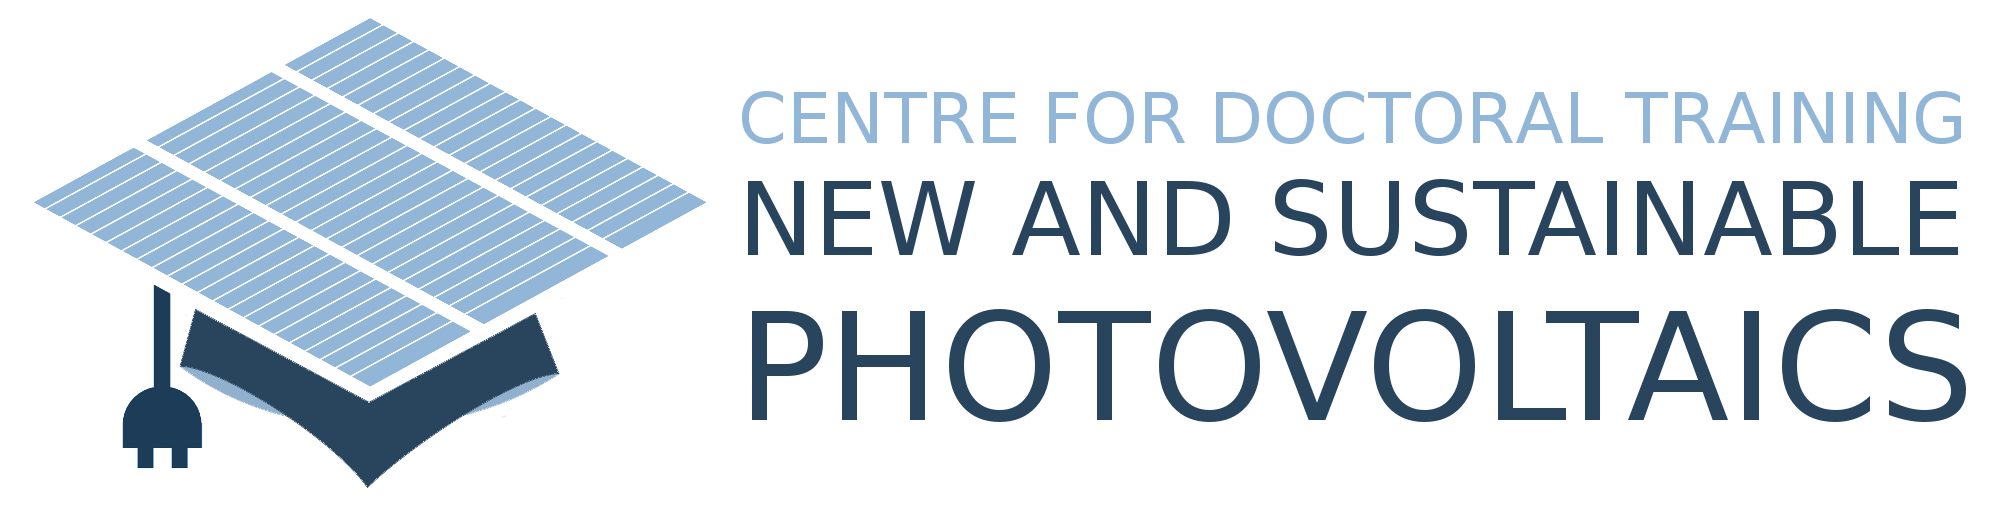 CENTRE FOR DOCTORAL TRAINING
NEW AND SUSTAINABLE
PHOTOVOLTAICS